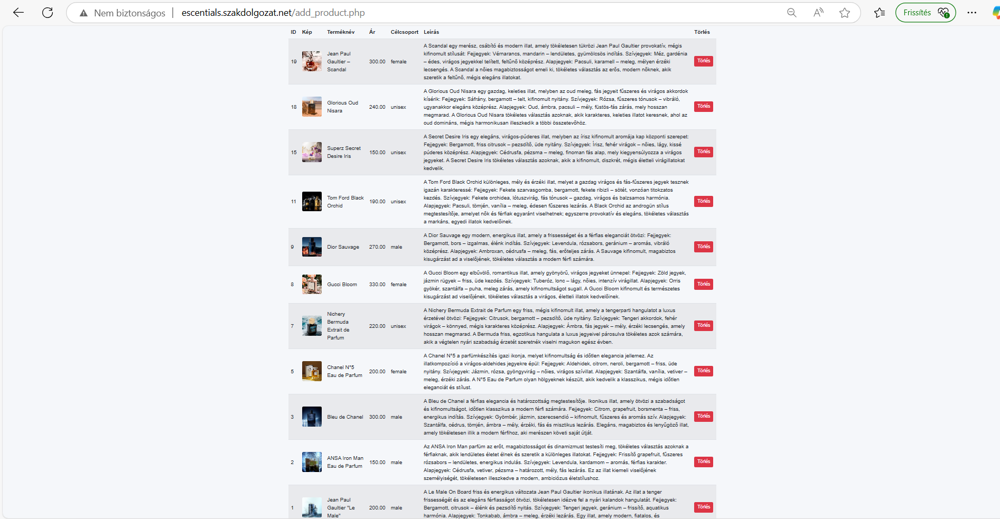 Nem biztonságos | escentials.szakdolgozat.net/add_product.php
Frissítés
ID Kép Terméknév Ár Célcsoport Leírás Törlés
19 Jean Paul Gaultier – Scandal 300.00 female
A Scandal egy merész, csábító és modern illat, amely tökéletesen tükrözi Jean Paul Gaultier provokatív, mégis
kifinomult stílusát: Fejjegyek: Vérnarancs, mandarin – lendületes, gyümölcsös indítás. Szívjegyek: Méz, gardénia
– édes, virágos jegyekkel telített, feltűnő középrész. Alapjegyek: Pacsuli, karamell – meleg, mélyen érzéki
lecsengés. A Scandal a nőies magabiztosságot emeli ki, tökéletes választás az erős, modern nőknek, akik
szeretik a feltűnő, mégis elegáns illatokat.
Törlés
18 Glorious Oud Nisara 240.00 unisex
A Glorious Oud Nisara egy gazdag, keleties illat, melyben az oud meleg, fás jegyeit fűszeres és virágos akkordok
kísérik: Fejjegyek: Sáfrány, bergamott – telt, kifinomult nyitány. Szívjegyek: Rózsa, fűszeres tónusok – vibráló,
ugyanakkor elegáns középrész. Alapjegyek: Oud, ámbra, pacsuli – mély, füstös-fás zárás, mely hosszan
megmarad. A Glorious Oud Nisara tökéletes választás azoknak, akik karakteres, keleties illatot keresnek, ahol az
oud domináns, mégis harmonikusan illeszkedik a többi összetevőhöz.
Törlés
15 Superz Secret Desire Iris 150.00 unisex
A Secret Desire Iris egy elegáns, virágos-púderes illat, melyben az írisz kifinomult aromája kap központi szerepet:
Fejjegyek: Bergamott, friss citrusok – pezsdítő, üde nyitány. Szívjegyek: Írisz, fehér virágok – nőies, lágy, kissé
púderes középrész. Alapjegyek: Cédrusfa, pézsma – meleg, finoman fás alap, mely kiegyensúlyozza a virágos
jegyeket. A Secret Desire Iris tökéletes választás azoknak, akik a kifinomult, diszkrét, mégis életteli virágillatokat
kedvelik.
Törlés
11 Tom Ford Black Orchid 190.00 unisex
A Tom Ford Black Orchid különleges, mély és érzéki illat, melyet a gazdag virágos és fás-fűszeres jegyek tesznek
igazán karakteressé: Fejjegyek: Fekete szarvasgomba, bergamott, fekete ribizli – sötét, vonzóan titokzatos
kezdés. Szívjegyek: Fekete orchidea, lótuszvirág, fás tónusok – gazdag, virágos és balzsamos harmónia.
Alapjegyek: Pacsuli, tömjén, vanília – meleg, édesen fűszeres lezárás. A Black Orchid az androgün stílus
megtestesítője, amelyet nők és férfiak egyaránt viselhetnek; egyszerre provokatív és elegáns, tökéletes választás
a markáns, egyedi illatok kedvelőinek.
Törlés
9 Dior Sauvage 270.00 male
A Dior Sauvage egy modern, energikus illat, amely a frissességet és a férfias eleganciát ötvözi: Fejjegyek:
Bergamott, bors – izgalmas, élénk indítás. Szívjegyek: Levendula, rózsabors, geránium – aromás, vibráló
középrész. Alapjegyek: Ambroxan, cédrusfa – meleg, fás, erőteljes zárás. A Sauvage kifinomult, magabiztos
kisugárzást ad a viselőjének, tökéletes választás a modern férfi számára.
Törlés
8 Gucci Bloom 330.00 female
A Gucci Bloom egy elbűvölő, romantikus illat, amely gyönyörű, virágos jegyeket ünnepel: Fejjegyek: Zöld jegyek,
jázmin rügyek – friss, üde kezdés. Szívjegyek: Tuberóz, lonc – lágy, nőies, intenzív virágillat. Alapjegyek: Orris
gyökér, szantálfa – puha, meleg zárás, amely kifinomultságot sugall. A Gucci Bloom kifinomult és természetes
kisugárzást ad viselőjének, tökéletes választás a virágos, életteli illatok kedvelőinek.
Törlés
7 Nichery Bermuda Extrait de Parfum 220.00 unisex
A Nichery Bermuda Extrait de Parfum egy friss, mégis kifinomult illat, amely a tengerparti hangulatot a luxus
érzetével ötvözi: Fejjegyek: Citrusok, bergamott – pezsdítő, üde nyitány. Szívjegyek: Tengeri akkordok, fehér
virágok – könnyed, mégis karakteres középrész. Alapjegyek: Ámbra, fás jegyek – mély, érzéki lecsengés, amely
hosszan megmarad. A Bermuda friss, egzotikus hangulata a luxus jegyeivel párosulva tökéletes azok számára,
akik a végtelen nyári szabadság érzetét szeretnék viselni magukon egész évben.
Törlés
5 Chanel N°5 Eau de Parfum 200.00 female
A Chanel N°5 a parfümkészítés igazi ikonja, melyet kifinomultság és időtlen elegancia jellemez. Az
illatkompozíció a virágos-aldehides jegyekre épül: Fejjegyek: Aldehidek, citrom, neroli, bergamott – friss, üde
nyitány. Szívjegyek: Jázmin, rózsa, gyöngyvirág – nőies, virágos szívillat. Alapjegyek: Szantálfa, vanília, vetiver –
meleg, érzéki zárás. A N°5 Eau de Parfum olyan hölgyeknek készült, akik kedvelik a klasszikus, mégis időtlen
eleganciát és stílust.
Törlés
3 Bleu de Chanel 300.00 male
A Bleu de Chanel a férfias elegancia és határozottság megtestesítője. Ikonikus illat, amely ötvözi a szabadságot
és kifinomultságot, időtlen klasszikus a modern férfi számára. Fejjegyek: Citrom, grapefruit, borsmenta – friss,
energikus indítás. Szívjegyek: Gyömbér, jázmin, szerecsendió – kifinomult, fűszeres és aromás szív. Alapjegyek:
Szantálfa, cédrus, tömjén, ámbra – mély, érzéki, fás és misztikus lezárás. Elegáns, magabiztos és lenyűgöző illat,
amely tökéletesen illik a modern férfihoz, aki merészen követi saját útját.
Törlés
2 ANSA Iron Man Eau de Parfum 150.00 male
Az ANSA Iron Man parfüm az erőt, magabiztosságot és dinamizmust testesíti meg, tökéletes választás azoknak a
férfiaknak, akik lendületes életet élnek és szeretik a különleges illatokat. Fejjegyek: Frissítő grapefruit, fűszeres
rózsabors – lendületes, energikus indulás. Szívjegyek: Levendula, kardamom – aromás, férfias karakter.
Alapjegyek: Cédrusfa, vetiver, pézsma – határozott, mély, fás lezárás. Ez az illat kiemeli viselőjének
személyiségét, tökéletesen illeszkedve a modern, ambiciózus életstílushoz.
Törlés
1 Jean Paul Gaultier "Le Male" 200.00 male
A Le Male On Board friss és energikus változata Jean Paul Gaultier ikonikus illatának. Az illat a tenger
frissességét és az elegáns férfiasságot ötvözi, tökéletesen idézve fel a nyári kalandok hangulatát. Fejjegyek:
Bergamott, citrusok – élénk és pezsdítő nyitás. Szívjegyek: Tengeri jegyek, geránium – frissítő, aquatikus
harmónia. Alapjegyek: Tonkabab, ámbra – meleg, érzéki lezárás. Egy illat, amely modern, fiatalos, és
Törlés